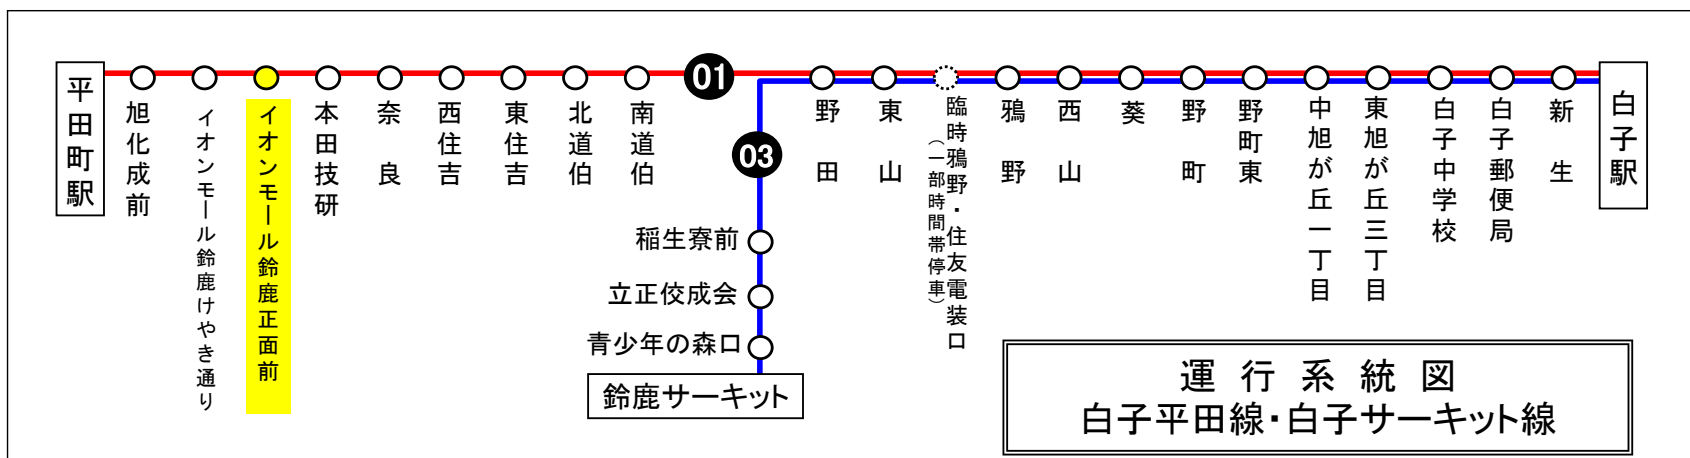 平田町駅
旭化成前
イオンモール鈴鹿けやき通り
イオンモール鈴鹿正面前
本田技研
奈良
西住吉
東住吉
北道伯
南道伯
01
03
野田
東山
臨時鴉野・住友電装口
（一部時間帯停車）
鴉野
西山
葵
野町
野町東
中旭が丘一丁目
東旭が丘三丁目
白子中学校
白子郵便局
新生
白子駅
稲生寮前
立正佼成会
青少年の森口
鈴鹿サーキット
運行系統図
白子平田線・白子サーキット線